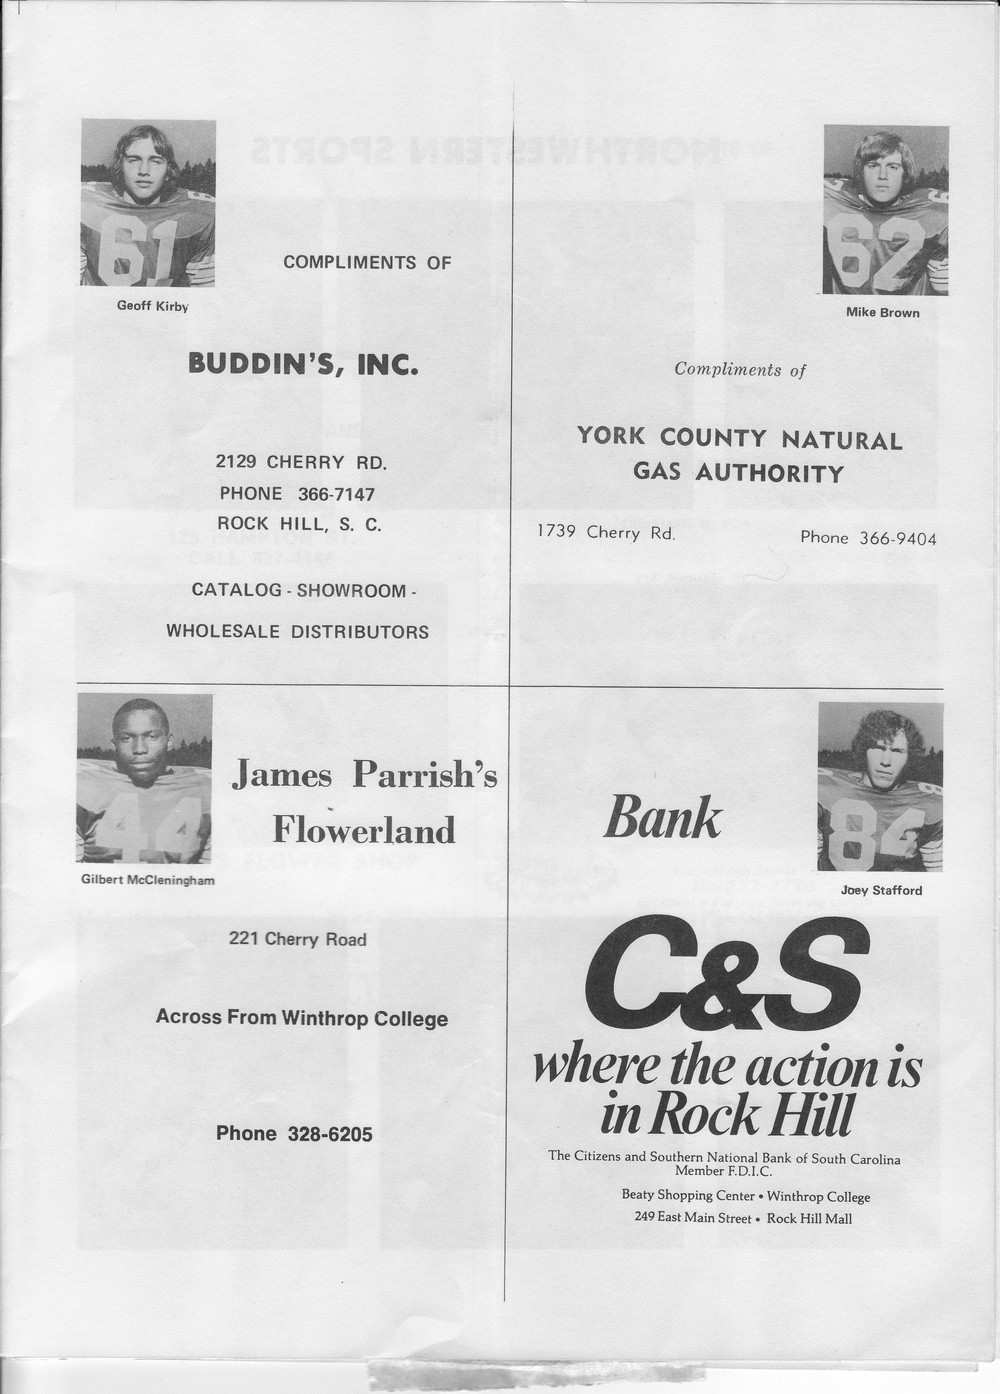 61
Geoff Kirby
COMPLIMENTS OF
BUDDIN'S, INC.
2129 CHERRY RD.
PHONE 366-7147
ROCK HILL, S. C.
CATALOG - SHOWROOM -
WHOLESALE DISTRIBUTORS
62
Mike Brown
Compliments of
YORK COUNTY NATURAL
GAS AUTHORITY
1739 Cherry Rd.
Phone 366-9404
44
Gilbert McCleningham
James Parrish's
Flowerland
221 Cherry Road
Across From Winthrop College
Phone 328-6205
84
Joey Stafford
Bank
C&S
where the action is
in Rock Hill
The Citizens and Southern National Bank of South Carolina
Member F.D.I.C.
Beaty Shopping Center • Winthrop College
249 East Main Street • Rock Hill Mall